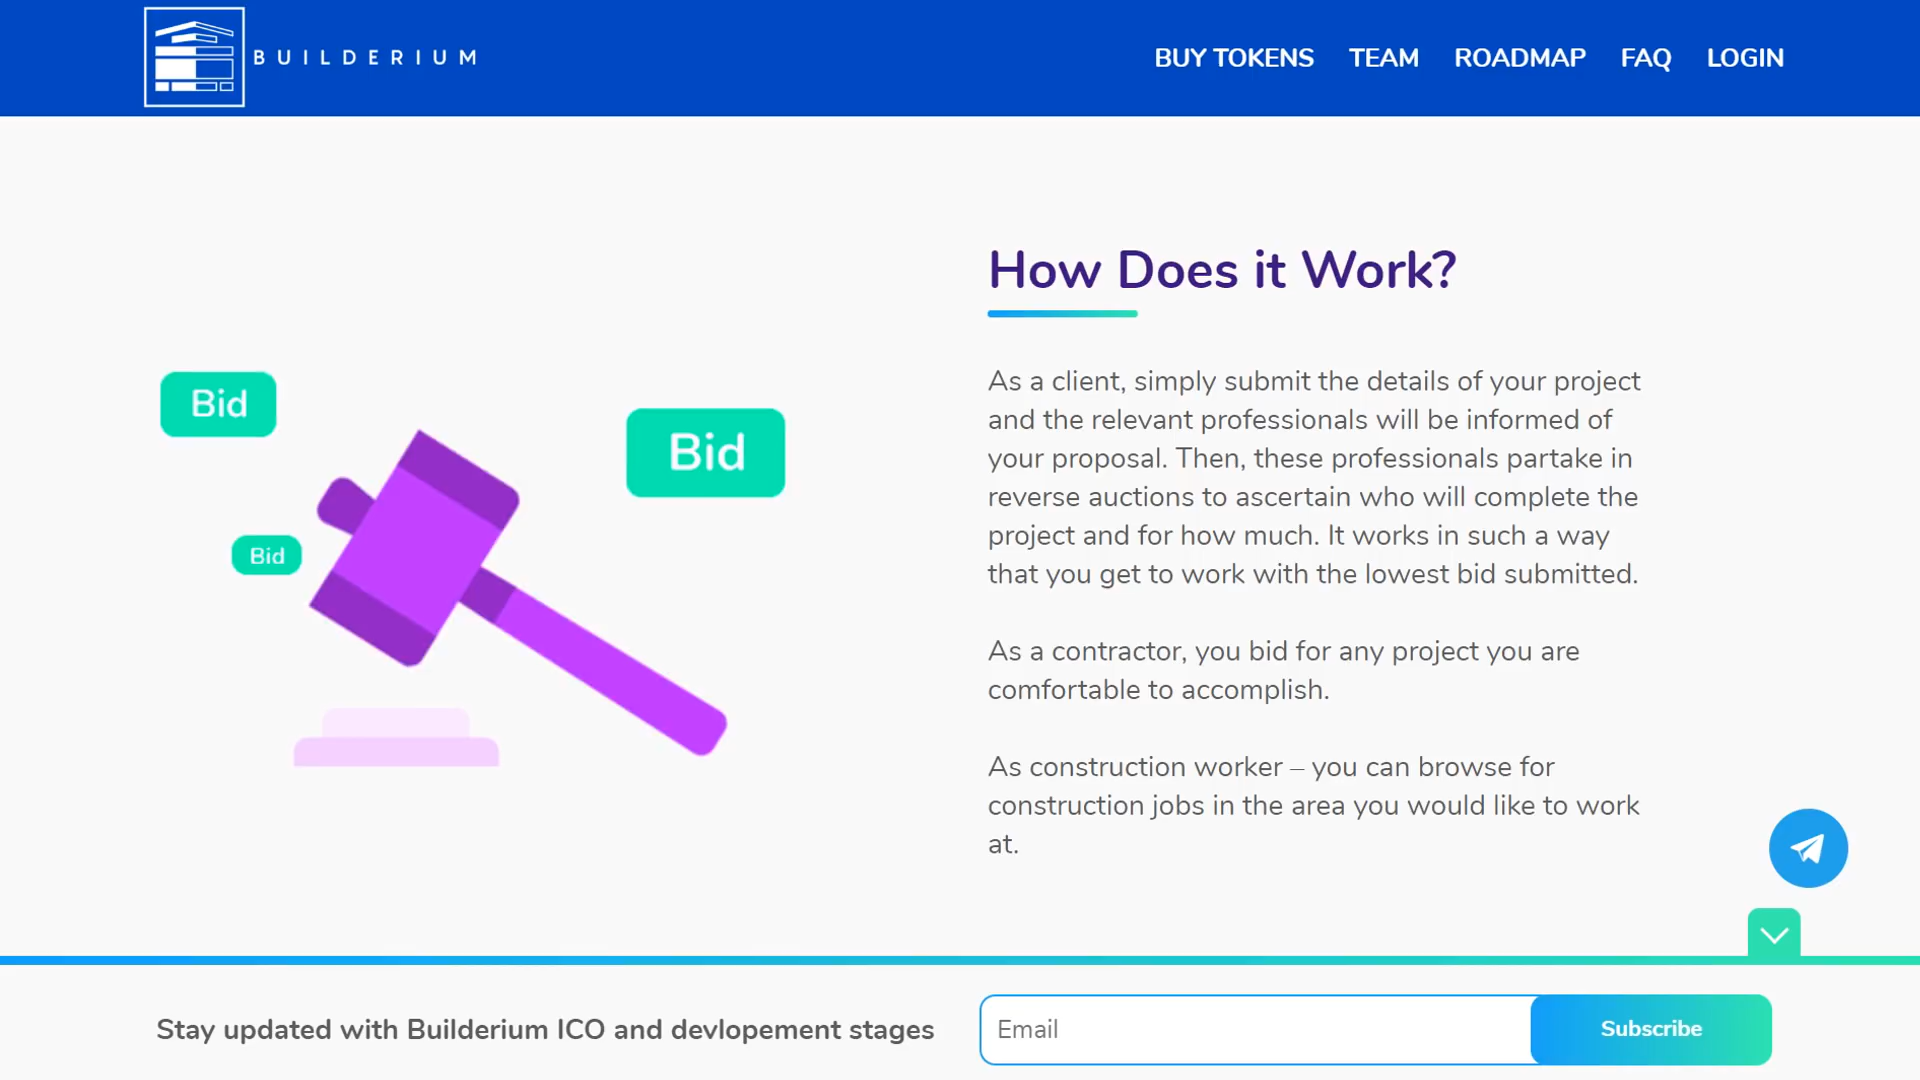 BUILDERIUM
BUY TOKENS TEAM ROADMAP FAQ LOGIN
How Does it Work?
As a client, simply submit the details of your project
and the relevant professionals will be informed of
your proposal. Then, these professionals partake in
reverse auctions to ascertain who will complete the
project and for how much. It works in such a way
that you get to work with the lowest bid submitted.
As a contractor, you bid for any project you are
comfortable to accomplish.
As construction worker – you can browse for
construction jobs in the area you would like to work
at.
Bid
Bid
Bid
Stay updated with Builderium ICO and devlopement stages
Email
Subscribe